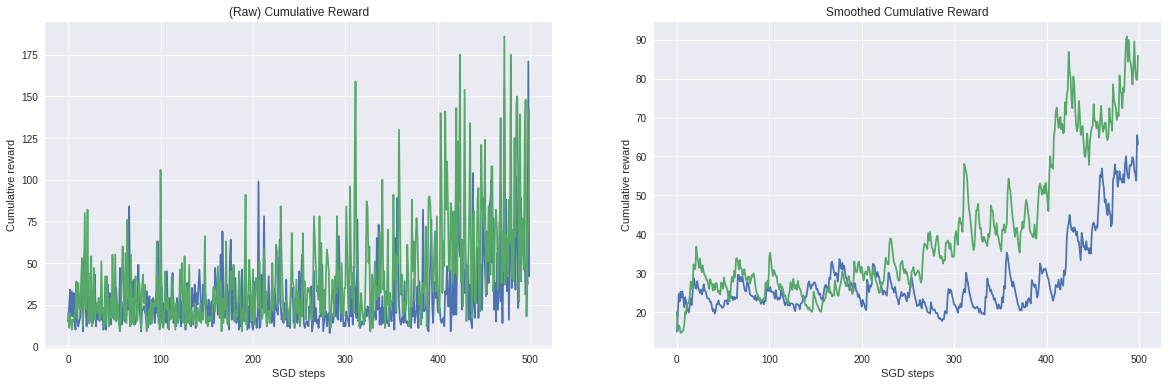 (Raw) Cumulative Reward
Cumulative reward
175
150
125
100
75
50
25
0
0 100 200 300 400 500
SGD steps
Smoothed Cumulative Reward
Cumulative reward
90
80
70
60
50
40
30
20
0 100 200 300 400 500
SGD steps